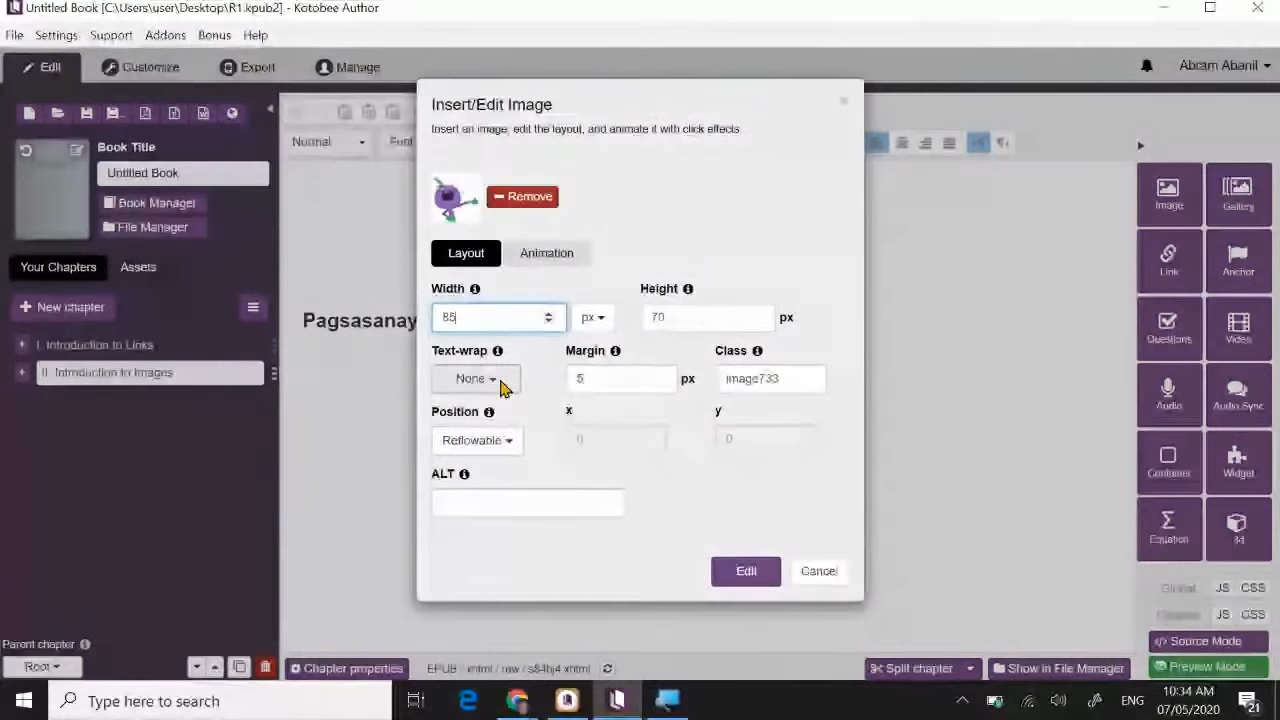 Untitled Book [C:\Users\user\Desktop\R1.kpub2] - Kotobee Author
File Settings Support Addons Bonus Help
Edit Customize Export Manage Abram Abanil
Insert/Edit Image
Insert an image, edit the layout, and animate it with click effects
Normal Font
Book Title
Untitled Book
Book Manager
File Manager
Your Chapters Assets
New chapter
I. Introduction to Links
II. Introduction to Images
Pagsasanay
Remove
Layout Animation
Width Height
85 px 70 px
Text-wrap Margin Class
None 5 px image733
Position x y
Reflowable 0 0
ALT
Edit Cancel
Image Gallery
Link Anchor
Questions Video
Audio Audio Sync
Container Widget
Equation 3d
Global JS CSS
JS CSS
Source Mode
Preview Mode
Parent chapter
Root
Chapter properties EPUB : xhtml / raw / s84bj4.xhtml Split chapter Show in File Manager
Type here to search ENG 10:34 AM
07/05/2020 21